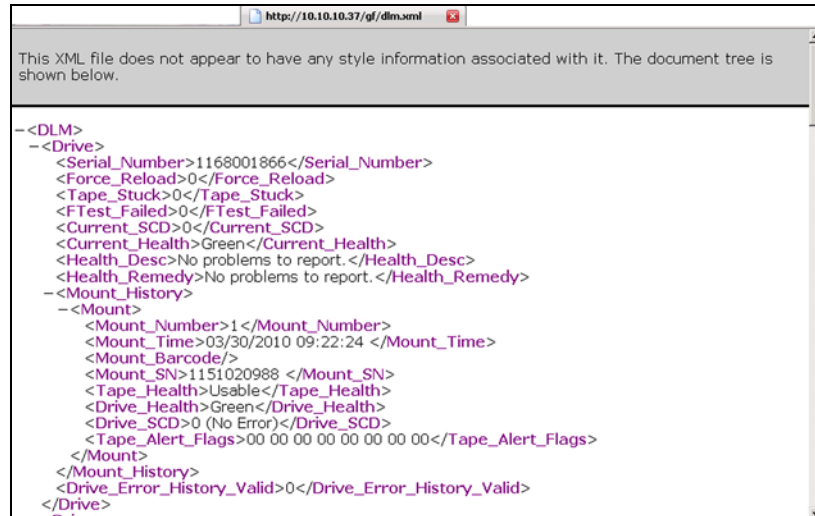 http://10.10.10.37/gf/dlm.xml
This XML file does not appear to have any style information associated with it. The document tree is
shown below.
−<DLM>
−<Drive>
<Serial_Number>1168001866</Serial_Number>
<Force_Reload>0</Force_Reload>
<Tape_Stuck>0</Tape_Stuck>
<FTest_Failed>0</FTest_Failed>
<Current_SCD>0</Current_SCD>
<Current_Health>Green</Current_Health>
<Health_Desc>No problems to report.</Health_Desc>
<Health_Remedy>No problems to report.</Health_Remedy>
−<Mount_History>
−<Mount>
<Mount_Number>1</Mount_Number>
<Mount_Time>03/30/2010 09:22:24 </Mount_Time>
<Mount_Barcode/>
<Mount_SN>1151020988 </Mount_SN>
<Tape_Health>Usable</Tape_Health>
<Drive_Health>Green</Drive_Health>
<Drive_SCD>0 (No Error)</Drive_SCD>
<Tape_Alert_Flags>00 00 00 00 00 00 00 00</Tape_Alert_Flags>
</Mount>
</Mount_History>
<Drive_Error_History_Valid>0</Drive_Error_History_Valid>
</Drive>